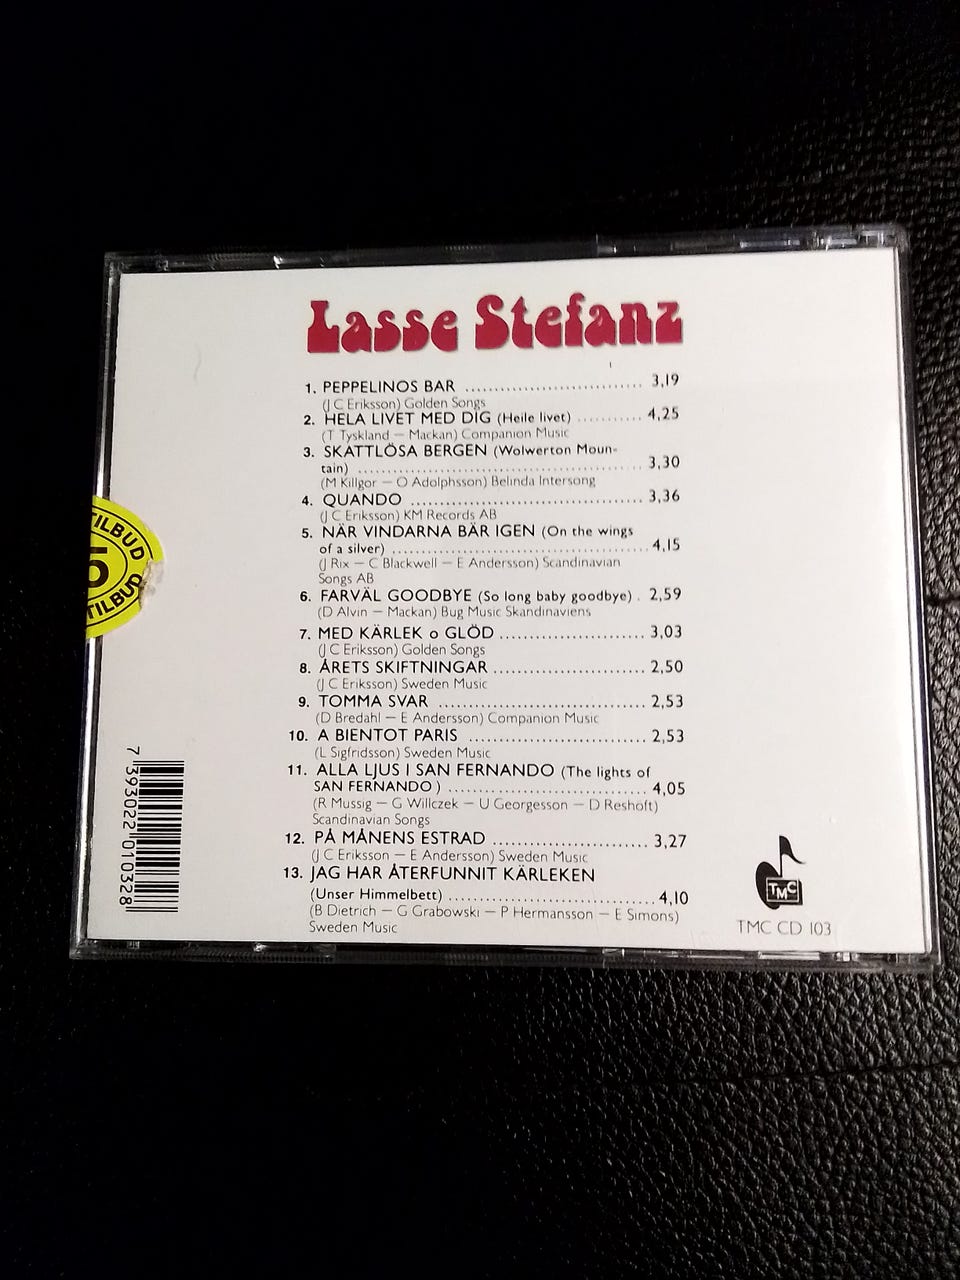 Lasse Stefanz
1. PEPPELINOS BAR ............................ 3,19
(J C Eriksson) Golden Songs
2. HELA LIVET MED DIG (Heile livet) .......... 4,25
(T Tyskland – Mackan) Companion Music
3. SKATTLÖSA BERGEN (Wolwerton Moun-
tain) ............................................. 3,30
(M Killgor – O Adolphsson) Belinda Intersong
4. QUANDO ..................................... 3,36
(J C Eriksson) KM Records AB
5. NÄR VINDARNA BÄR IGEN (On the wings
of a silver) ....................................... 4,15
(J Rix – C Blackwell – E Andersson) Scandinavian
Songs AB
6. FARVÄL GOODBYE (So long baby goodbye) . 2,59
(D Alvin – Mackan) Bug Music Skandinaviens
7. MED KÄRLEK o GLÖD ....................... 3,03
(J C Eriksson) Golden Songs
8. ÅRETS SKIFTNINGAR ........................ 2,50
(J C Eriksson) Sweden Music
9. TOMMA SVAR ................................. 2,53
(D Bredahl – E Andersson) Companion Music
10. A BIENTOT PARIS ............................ 2,53
(L Sigfridsson) Sweden Music
11. ALLA LJUS I SAN FERNANDO (The lights of
SAN FERNANDO ) ............................. 4,05
(R Mussig – G Willczek – U Georgesson – D Reshöft)
Scandinavian Songs
12. PÅ MÅNENS ESTRAD ......................... 3,27
(J C Eriksson – E Andersson) Sweden Music
13. JAG HAR ÅTERFUNNIT KÄRLEKEN
(Unser Himmelbett) ............................... 4,10
(B Dietrich – G Grabowski – P Hermansson – E Simons)
Sweden Music
TILBUD
5
TILBUD
7 393022 010328
TMC
TMC CD 103